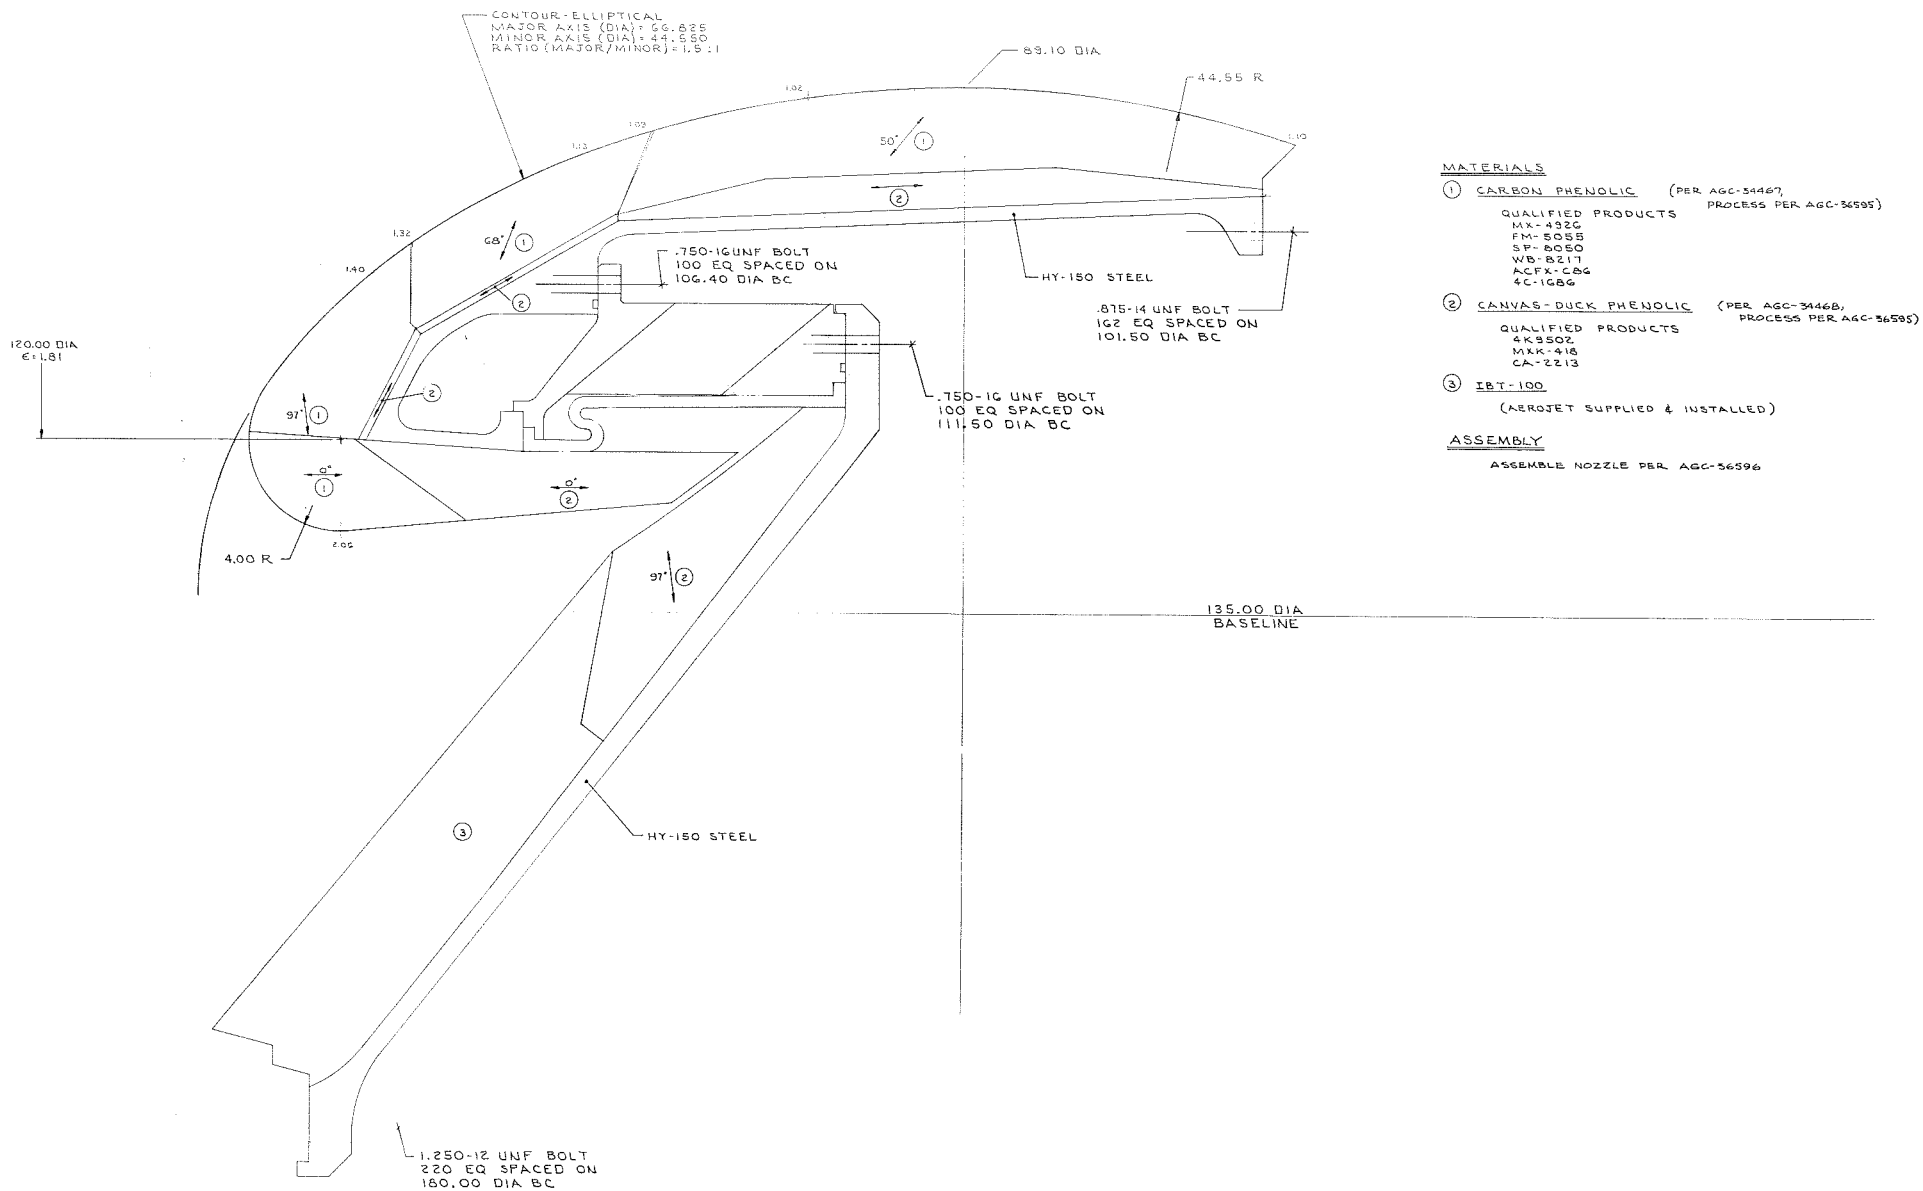 CONTOUR-ELLIPTICAL
MAJOR AXIS (DIA) = 66.825
MINOR AXIS (DIA) = 44.550
RATIO (MAJOR/MINOR) = 1.5:1
89.10 DIA
44.55 R
1.02
1.09
1.13
1.10
50° 1
2
68° 1
1.32
1.40
2
.750-16 UNF BOLT
100 EQ SPACED ON
106.40 DIA BC
HY-150 STEEL
.875-14 UNF BOLT
162 EQ SPACED ON
101.50 DIA BC
120.00 DIA
ϵ=1.81
97° 1
2
.750-16 UNF BOLT
100 EQ SPACED ON
111.50 DIA BC
0°
1
0°
2
4.00 R
2.05
97° 2
135.00 DIA
BASELINE
3
HY-150 STEEL
1.250-12 UNF BOLT
220 EQ SPACED ON
180.00 DIA BC
MATERIALS
1 CARBON PHENOLIC (PER AGC-34467,
PROCESS PER AGC-36595)
QUALIFIED PRODUCTS
MX-4926
FM-5055
SP-8050
WB-8217
ACFX-C86
4C-1686
2 CANVAS-DUCK PHENOLIC (PER AGC-34468,
PROCESS PER AGC-36595)
QUALIFIED PRODUCTS
4K9502
MXK-418
CA-2213
3 IBT-100
(AEROJET SUPPLIED & INSTALLED)
ASSEMBLY
ASSEMBLE NOZZLE PER AGC-36596